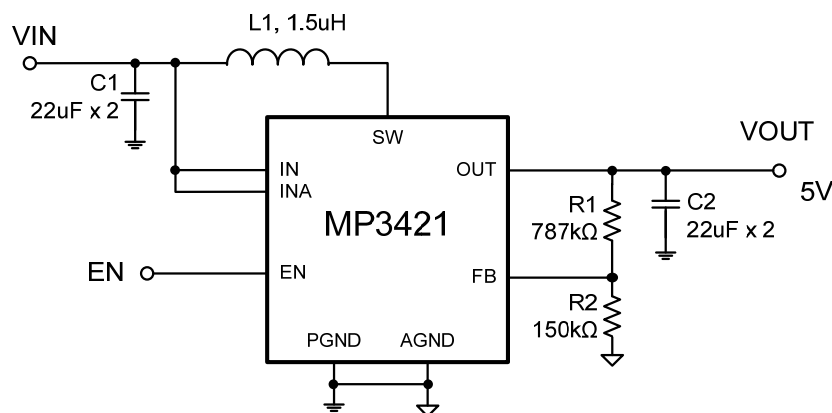 L1, 1.5uH
VIN
C1
22uF x 2
SW
VOUT
IN
OUT
INA
5V
R1
787kΩ
C2
22uF x 2
MP3421
EN
EN
FB
R2
150kΩ
PGND
AGND